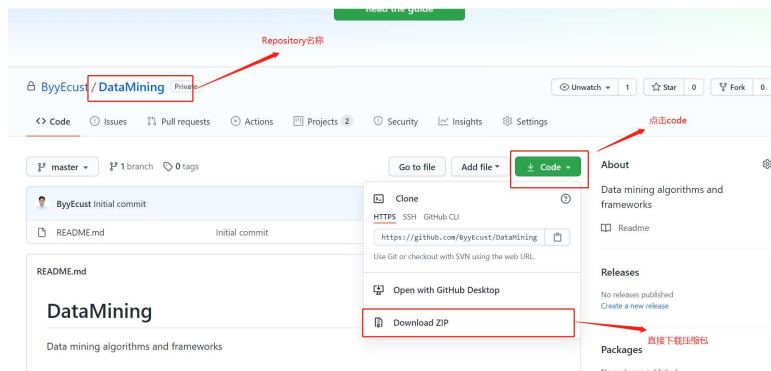 Read the guide
Repository名称
ByyEcust / DataMining Private
Unwatch 1 Star 0 Fork 0
Code Issues Pull requests Actions Projects 2 Security Insights Settings
点击code
master 1 branch 0 tags Go to file Add file Code About
Data mining algorithms and
frameworks
Readme
ByyEcust Initial commit
README.md Initial commit
Clone
HTTPS SSH GitHub CLI
https://github.com/ByyEcust/DataMining
Use Git or checkout with SVN using the web URL.
Open with GitHub Desktop
Download ZIP
直接下载压缩包
README.md
DataMining
Data mining algorithms and frameworks
Releases
No releases published
Create a new release
Packages